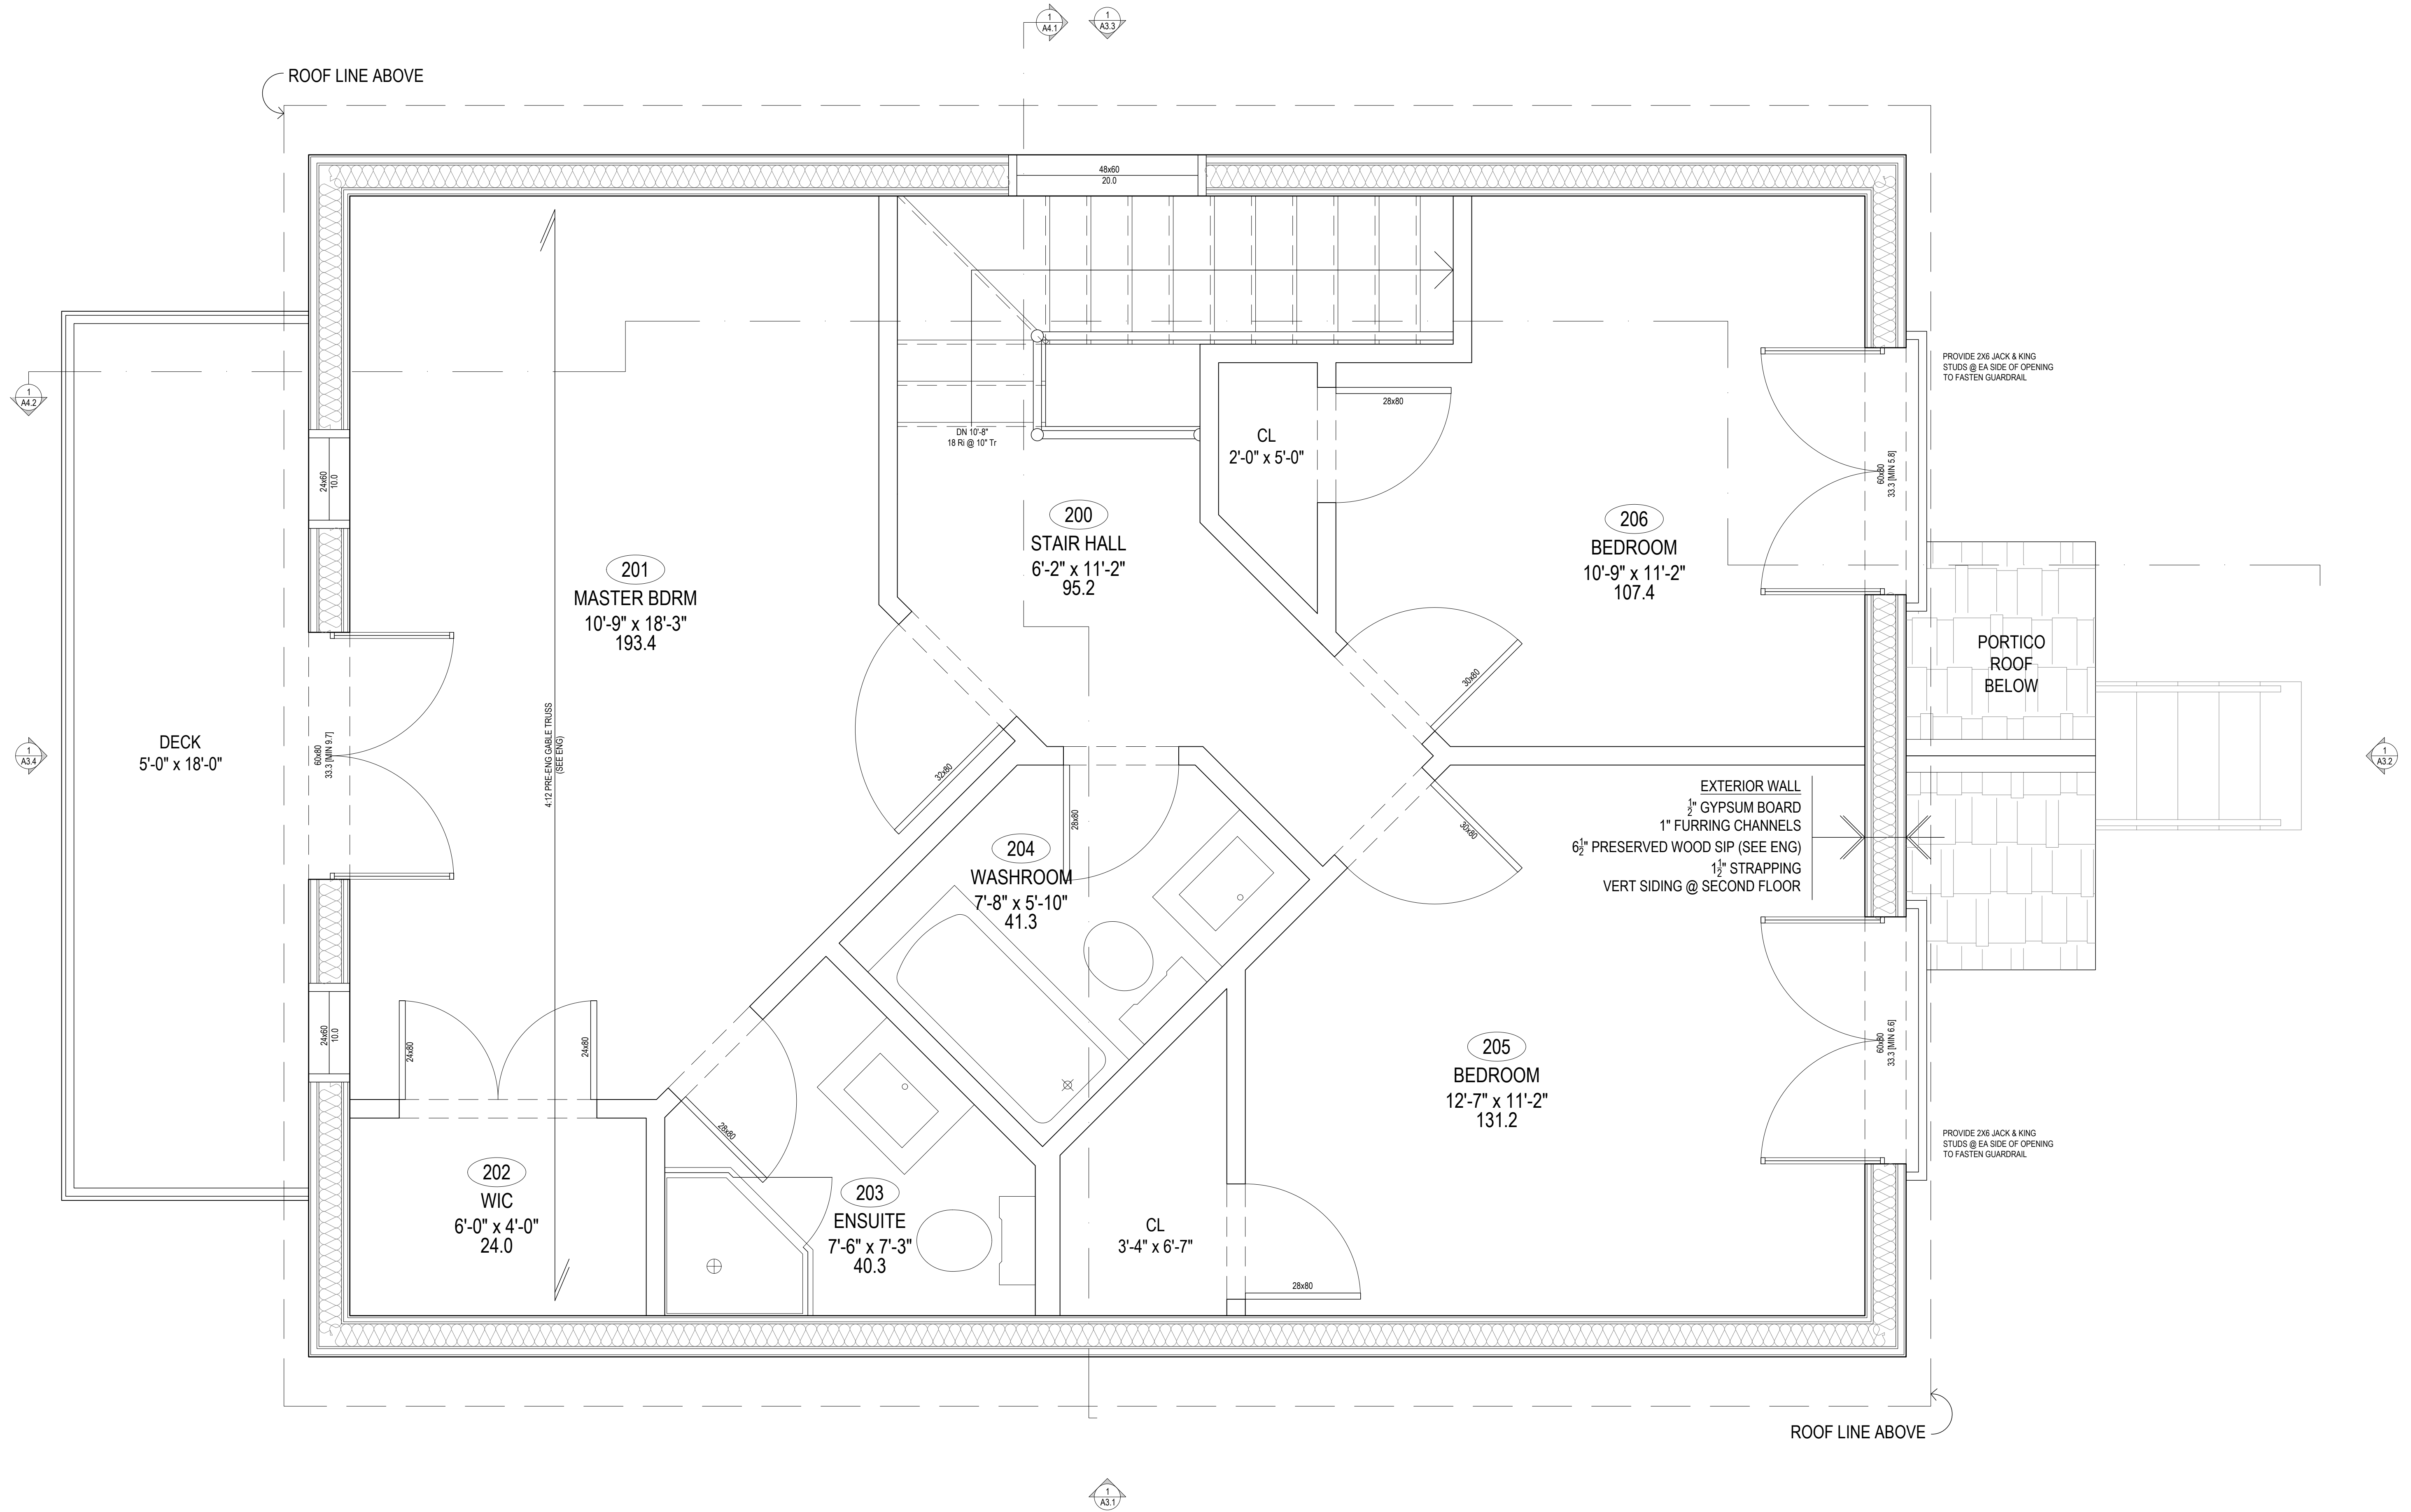 1
A4.1
1
A3.3
ROOF LINE ABOVE
48x60
20.0
PROVIDE 2X6 JACK & KING
STUDS @ EA SIDE OF OPENING
TO FASTEN GUARDRAIL
1
A4.2
28x80
DN 10'-8"
18 Ri @ 10" Tr
CL
2'-0" x 5'-0"
24x60
10.0
60x80
33.3 [MIN 5.8]
200
STAIR HALL
6'-2" x 11'-2"
95.2
206
BEDROOM
10'-9" x 11'-2"
107.4
201
MASTER BDRM
10'-9" x 18'-3"
193.4
PORTICO
ROOF
BELOW
30x80
DECK
5'-0" x 18'-0"
1
A3.4
60x80
33.3 [MIN 9.7]
4:12 PRE-ENG GABLE TRUSS
(SEE ENG)
32x80
1
A3.2
EXTERIOR WALL
1/2" GYPSUM BOARD
1" FURRING CHANNELS
6 1/2" PRESERVED WOOD SIP (SEE ENG)
1 1/2" STRAPPING
VERT SIDING @ SECOND FLOOR
28x80
30x80
204
WASHROOM
7'-8" x 5'-10"
41.3
24x60
10.0
24x80
24x80
60x80
33.3 [MIN 6.6]
205
BEDROOM
12'-7" x 11'-2"
131.2
28x80
PROVIDE 2X6 JACK & KING
STUDS @ EA SIDE OF OPENING
TO FASTEN GUARDRAIL
202
WIC
6'-0" x 4'-0"
24.0
203
ENSUITE
7'-6" x 7'-3"
40.3
CL
3'-4" x 6'-7"
28x80
ROOF LINE ABOVE
1
A3.1